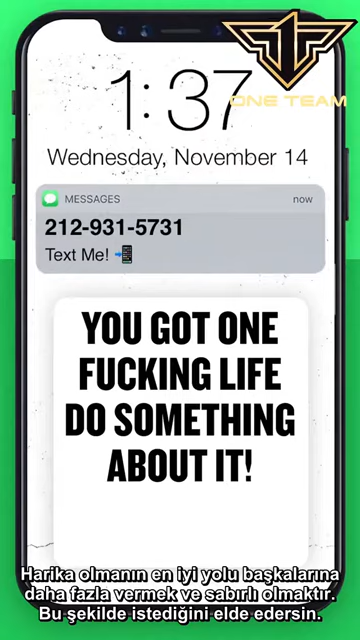 1:37
ONE TEAM
Wednesday, November 14
MESSAGES
now
212-931-5731
Text Me! 📲
YOU GOT ONE
FUCKING LIFE
DO SOMETHING
ABOUT IT!
Harika olmanın en iyi yolu başkalarına
daha fazla vermek ve sabırlı olmaktır.
Bu şekilde istediğini elde edersin.